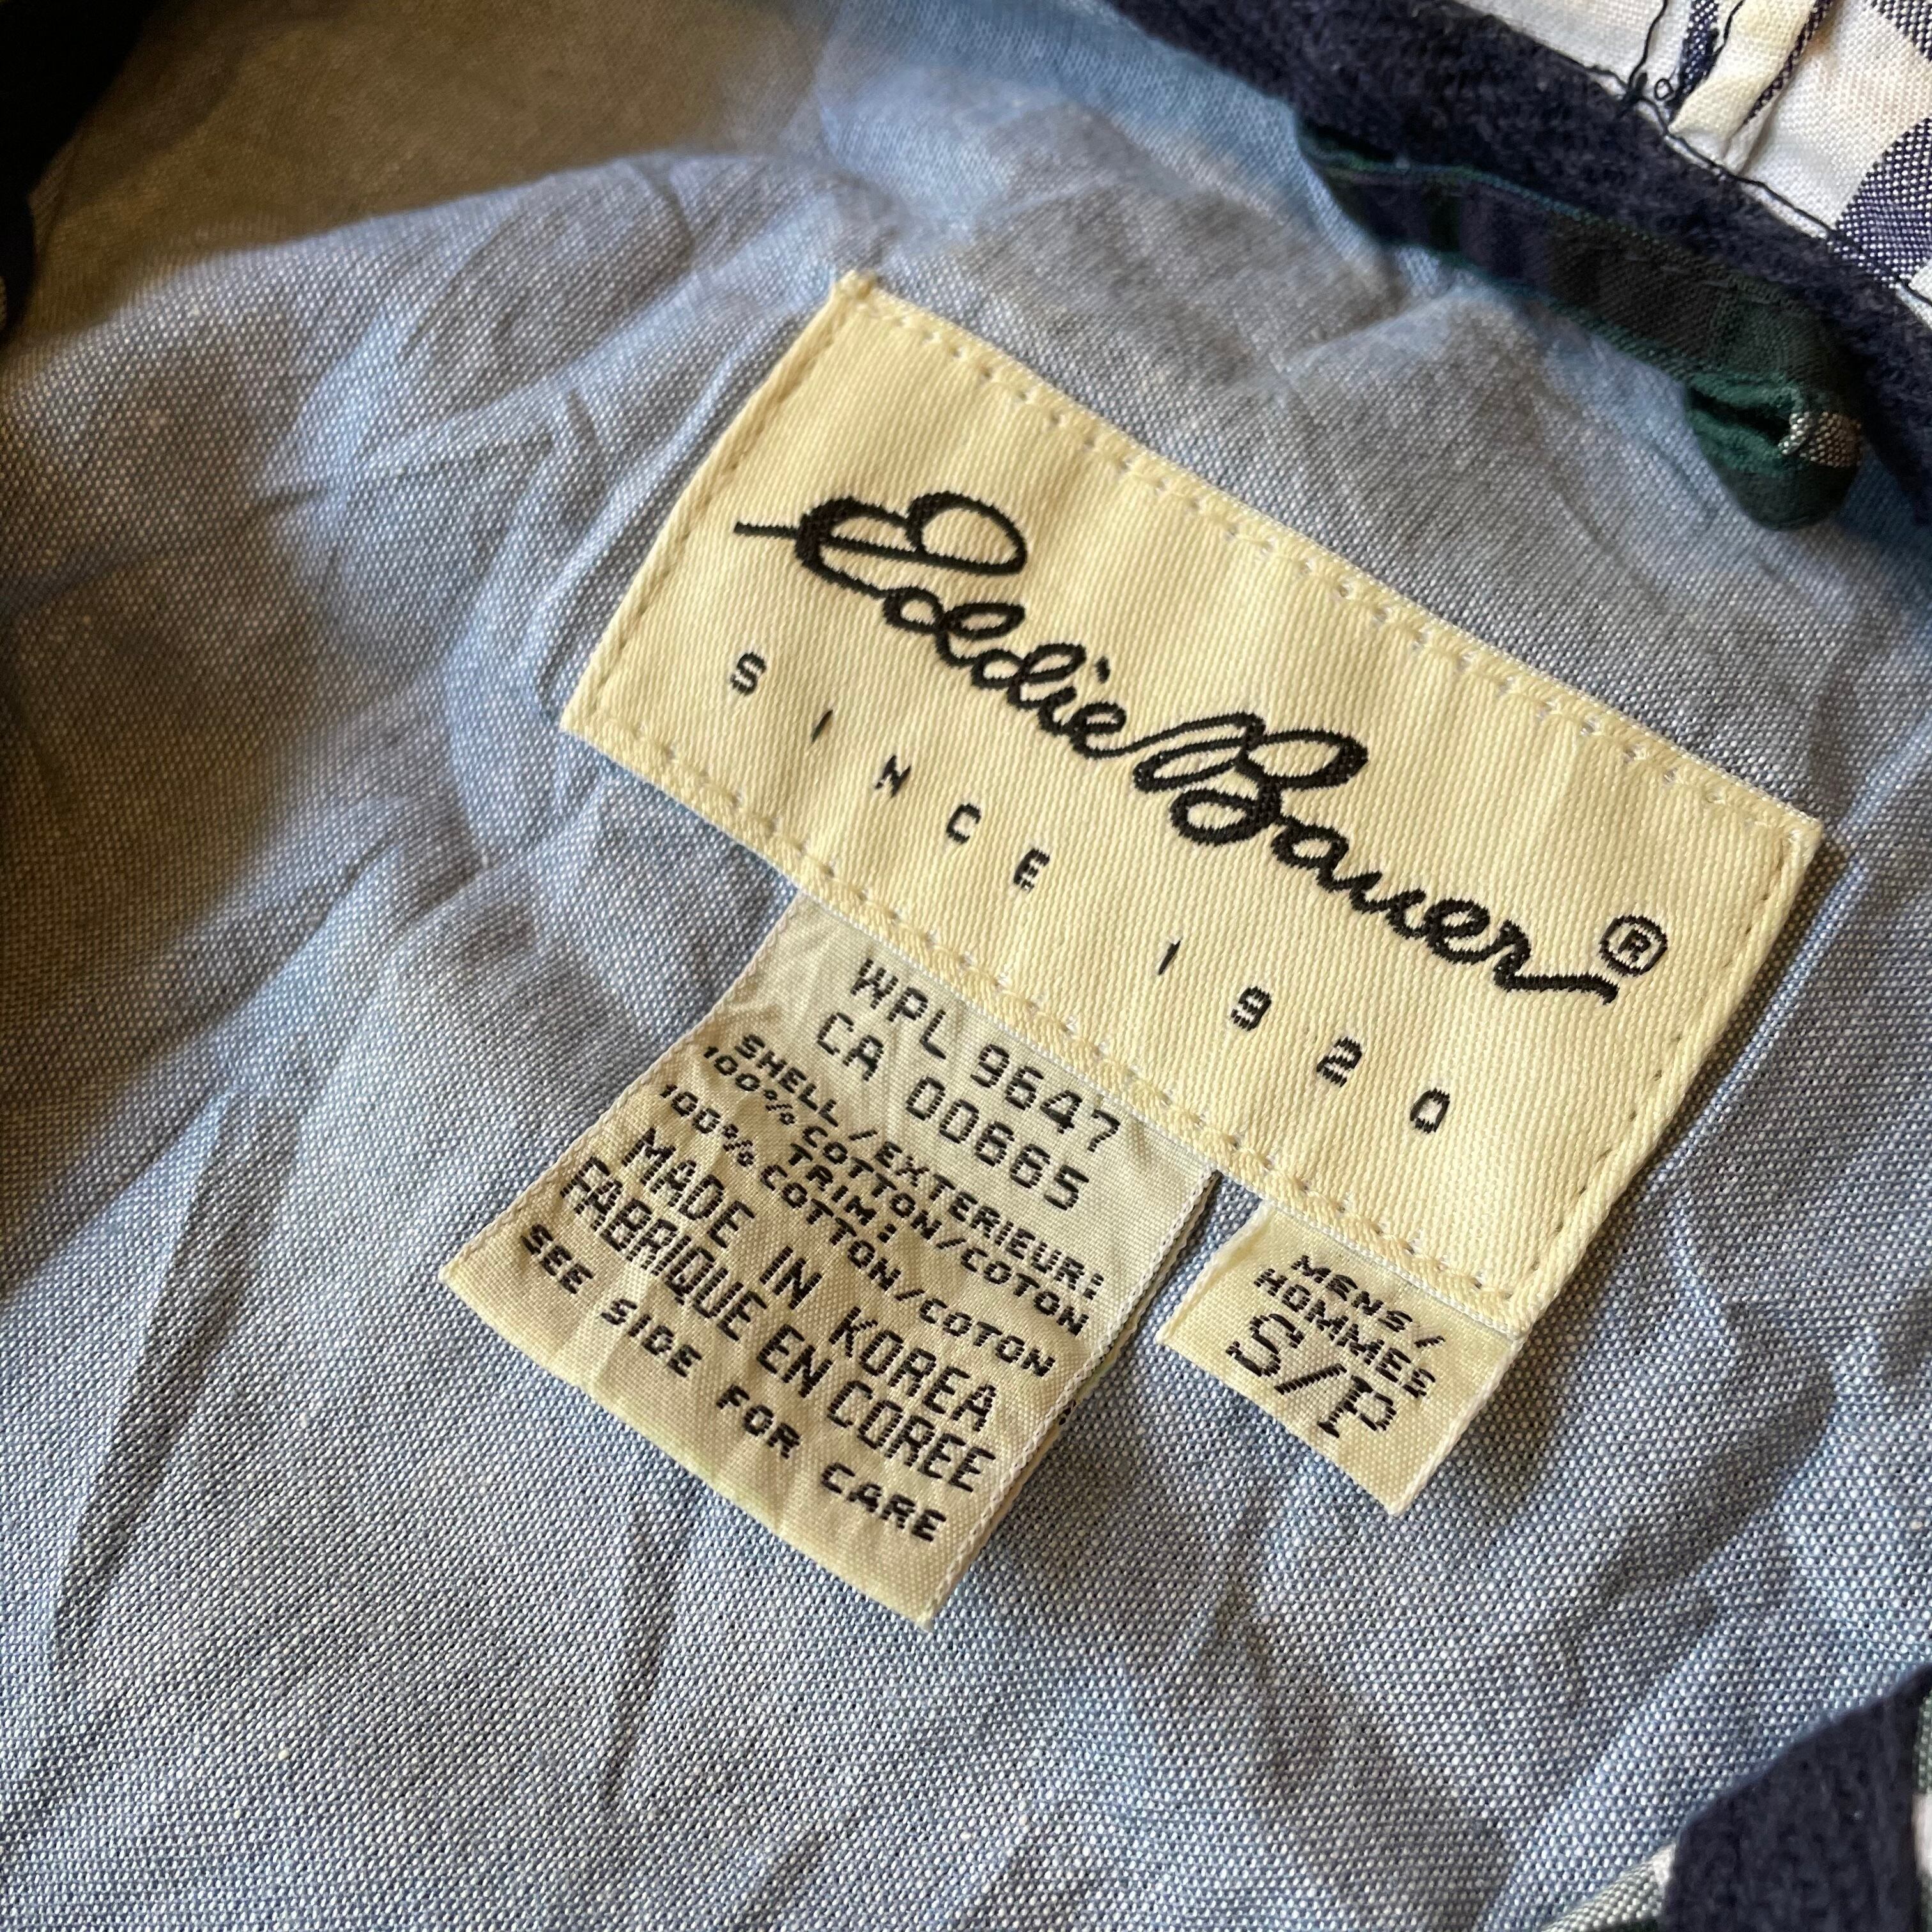 Eddie Bauer®
SINCE 1920
WPL 9647
CA 00665
SHELL/EXTERIEUR:
100% COTTON/COTON
TRIM:
100% COTTON/COTON
MADE IN KOREA
FABRIQUE EN COREE
SEE SIDE FOR CARE
MENS/
HOMMES
S/P